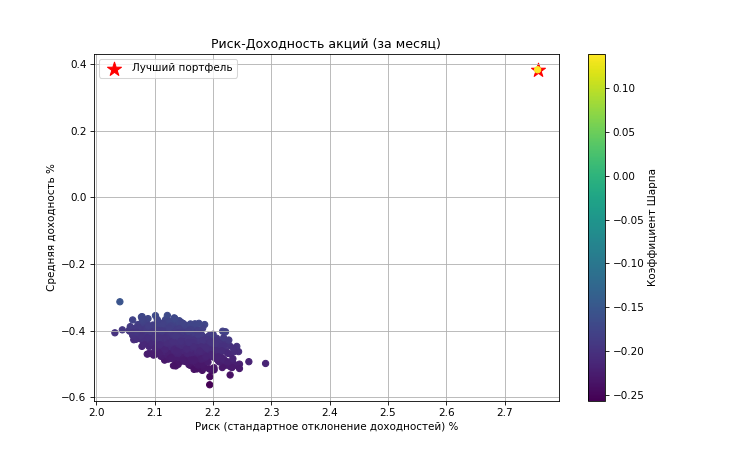 Риск-Доходность акций (за месяц)
Лучший портфель
Средняя доходность %
0.4
0.2
0.0
−0.2
−0.4
−0.6
2.0 2.1 2.2 2.3 2.4 2.5 2.6 2.7
Риск (стандартное отклонение доходностей) %
0.10
0.05
0.00
−0.05
−0.10
−0.15
−0.20
−0.25
Коэффициент Шарпа